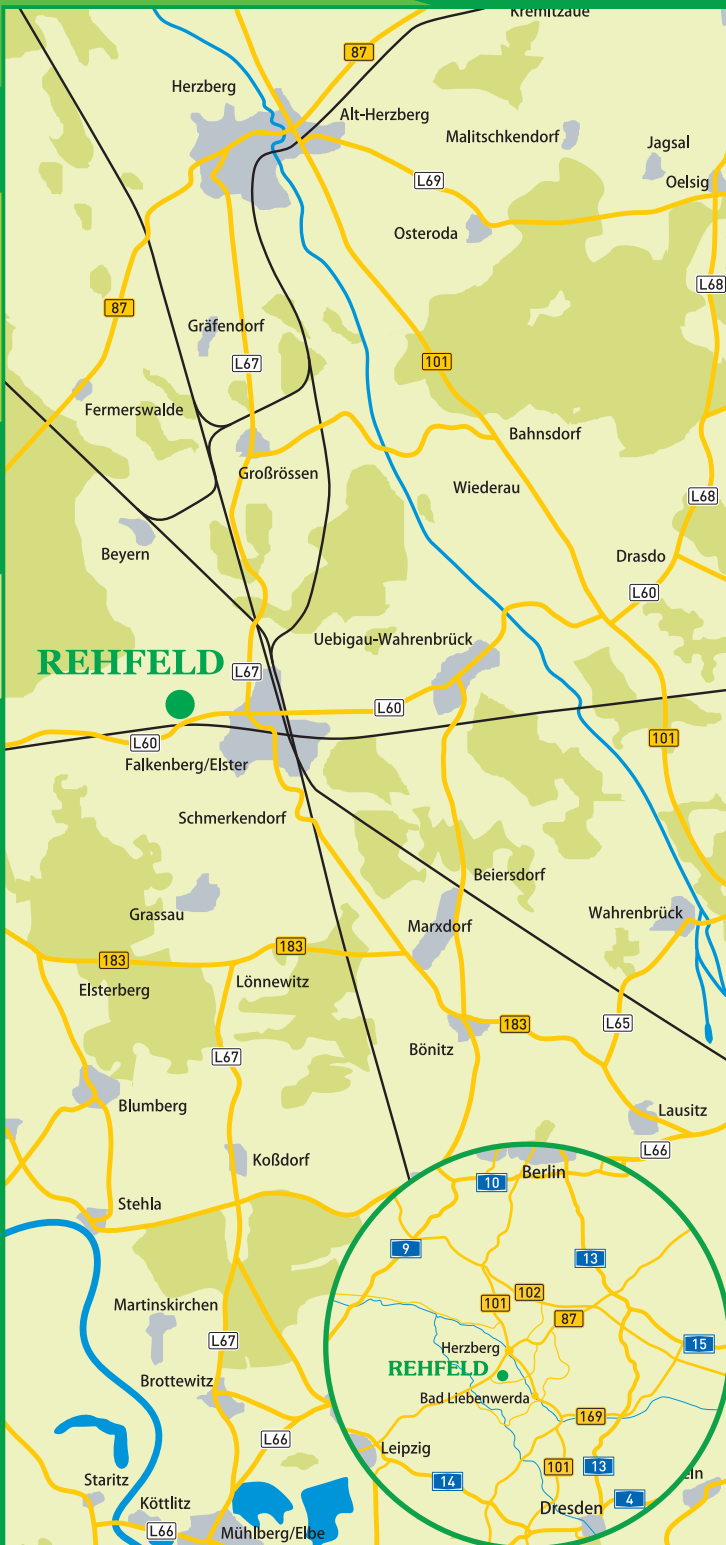 Kremitzaue
87
Herzberg
Alt-Herzberg
Malitschkendorf
Jagsal
L69
Oelsig
Osteroda
L68
87
Gräfendorf
L67
101
Fermerswalde
Bahnsdorf
Großrössen
Wiederau
L68
Beyern
Drasdo
L60
Uebigau-Wahrenbrück
REHFELD
L67
L60
101
L60
Falkenberg/Elster
Schmerkendorf
Beiersdorf
Grassau
Wahrenbrück
Marxdorf
183
183
Elsterberg
Lönnewitz
183
L65
Bönitz
L67
Blumberg
Lausitz
L66
Koßdorf
Berlin
10
Stehla
9
13
Martinskirchen
102
101
87
L67
15
Herzberg
REHFELD
Brottewitz
Bad Liebenwerda
169
L66
Leipzig
101
13
14
Staritz
4
Köttlitz
Dresden
L66
Mühlberg/Elbe